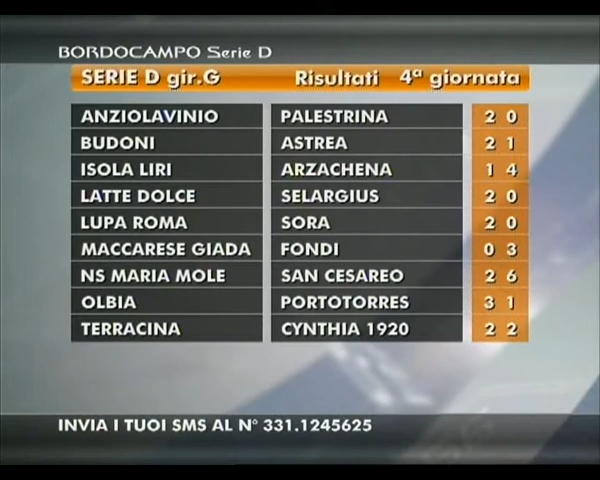 BORDOCAMPO Serie D
SERIE D gir.G Risultati 4ª giornata
ANZIOLAVINIO PALESTRINA 2 0
BUDONI ASTREA 2 1
ISOLA LIRI ARZACHENA 1 4
LATTE DOLCE SELARGIUS 2 0
LUPA ROMA SORA 2 0
MACCARESE GIADA FONDI 0 3
NS MARIA MOLE SAN CESAREO 2 6
OLBIA PORTOTORRES 3 1
TERRACINA CYNTHIA 1920 2 2
INVIA I TUOI SMS AL N° 331.1245625